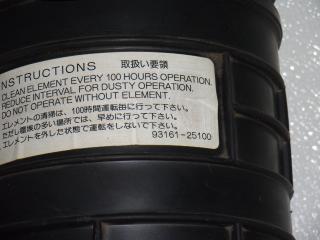 INSTRUCTIONS 取扱い要領
CLEAN ELEMENT EVERY 100 HOURS OPERATION.
REDUCE INTERVAL FOR DUSTY OPERATION.
DO NOT OPERATE WITHOUT ELEMENT.
エレメントの清掃は、100時間運転毎に行って下さい。
ただし塵埃の多い場所では、早めに行って下さい。
エレメントを外した状態で運転をしないで下さい。
93161-25100